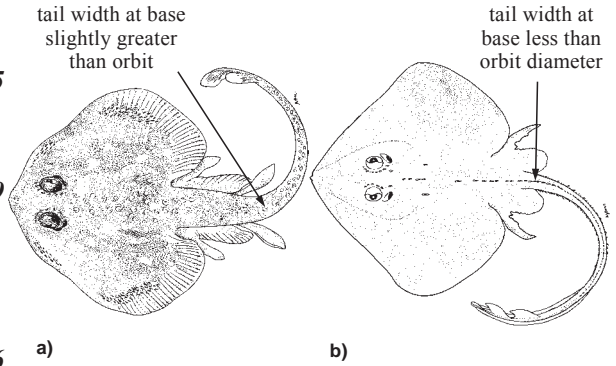 tail width at base
slightly greater
than orbit
tail width at
base less than
orbit diameter
a)
b)